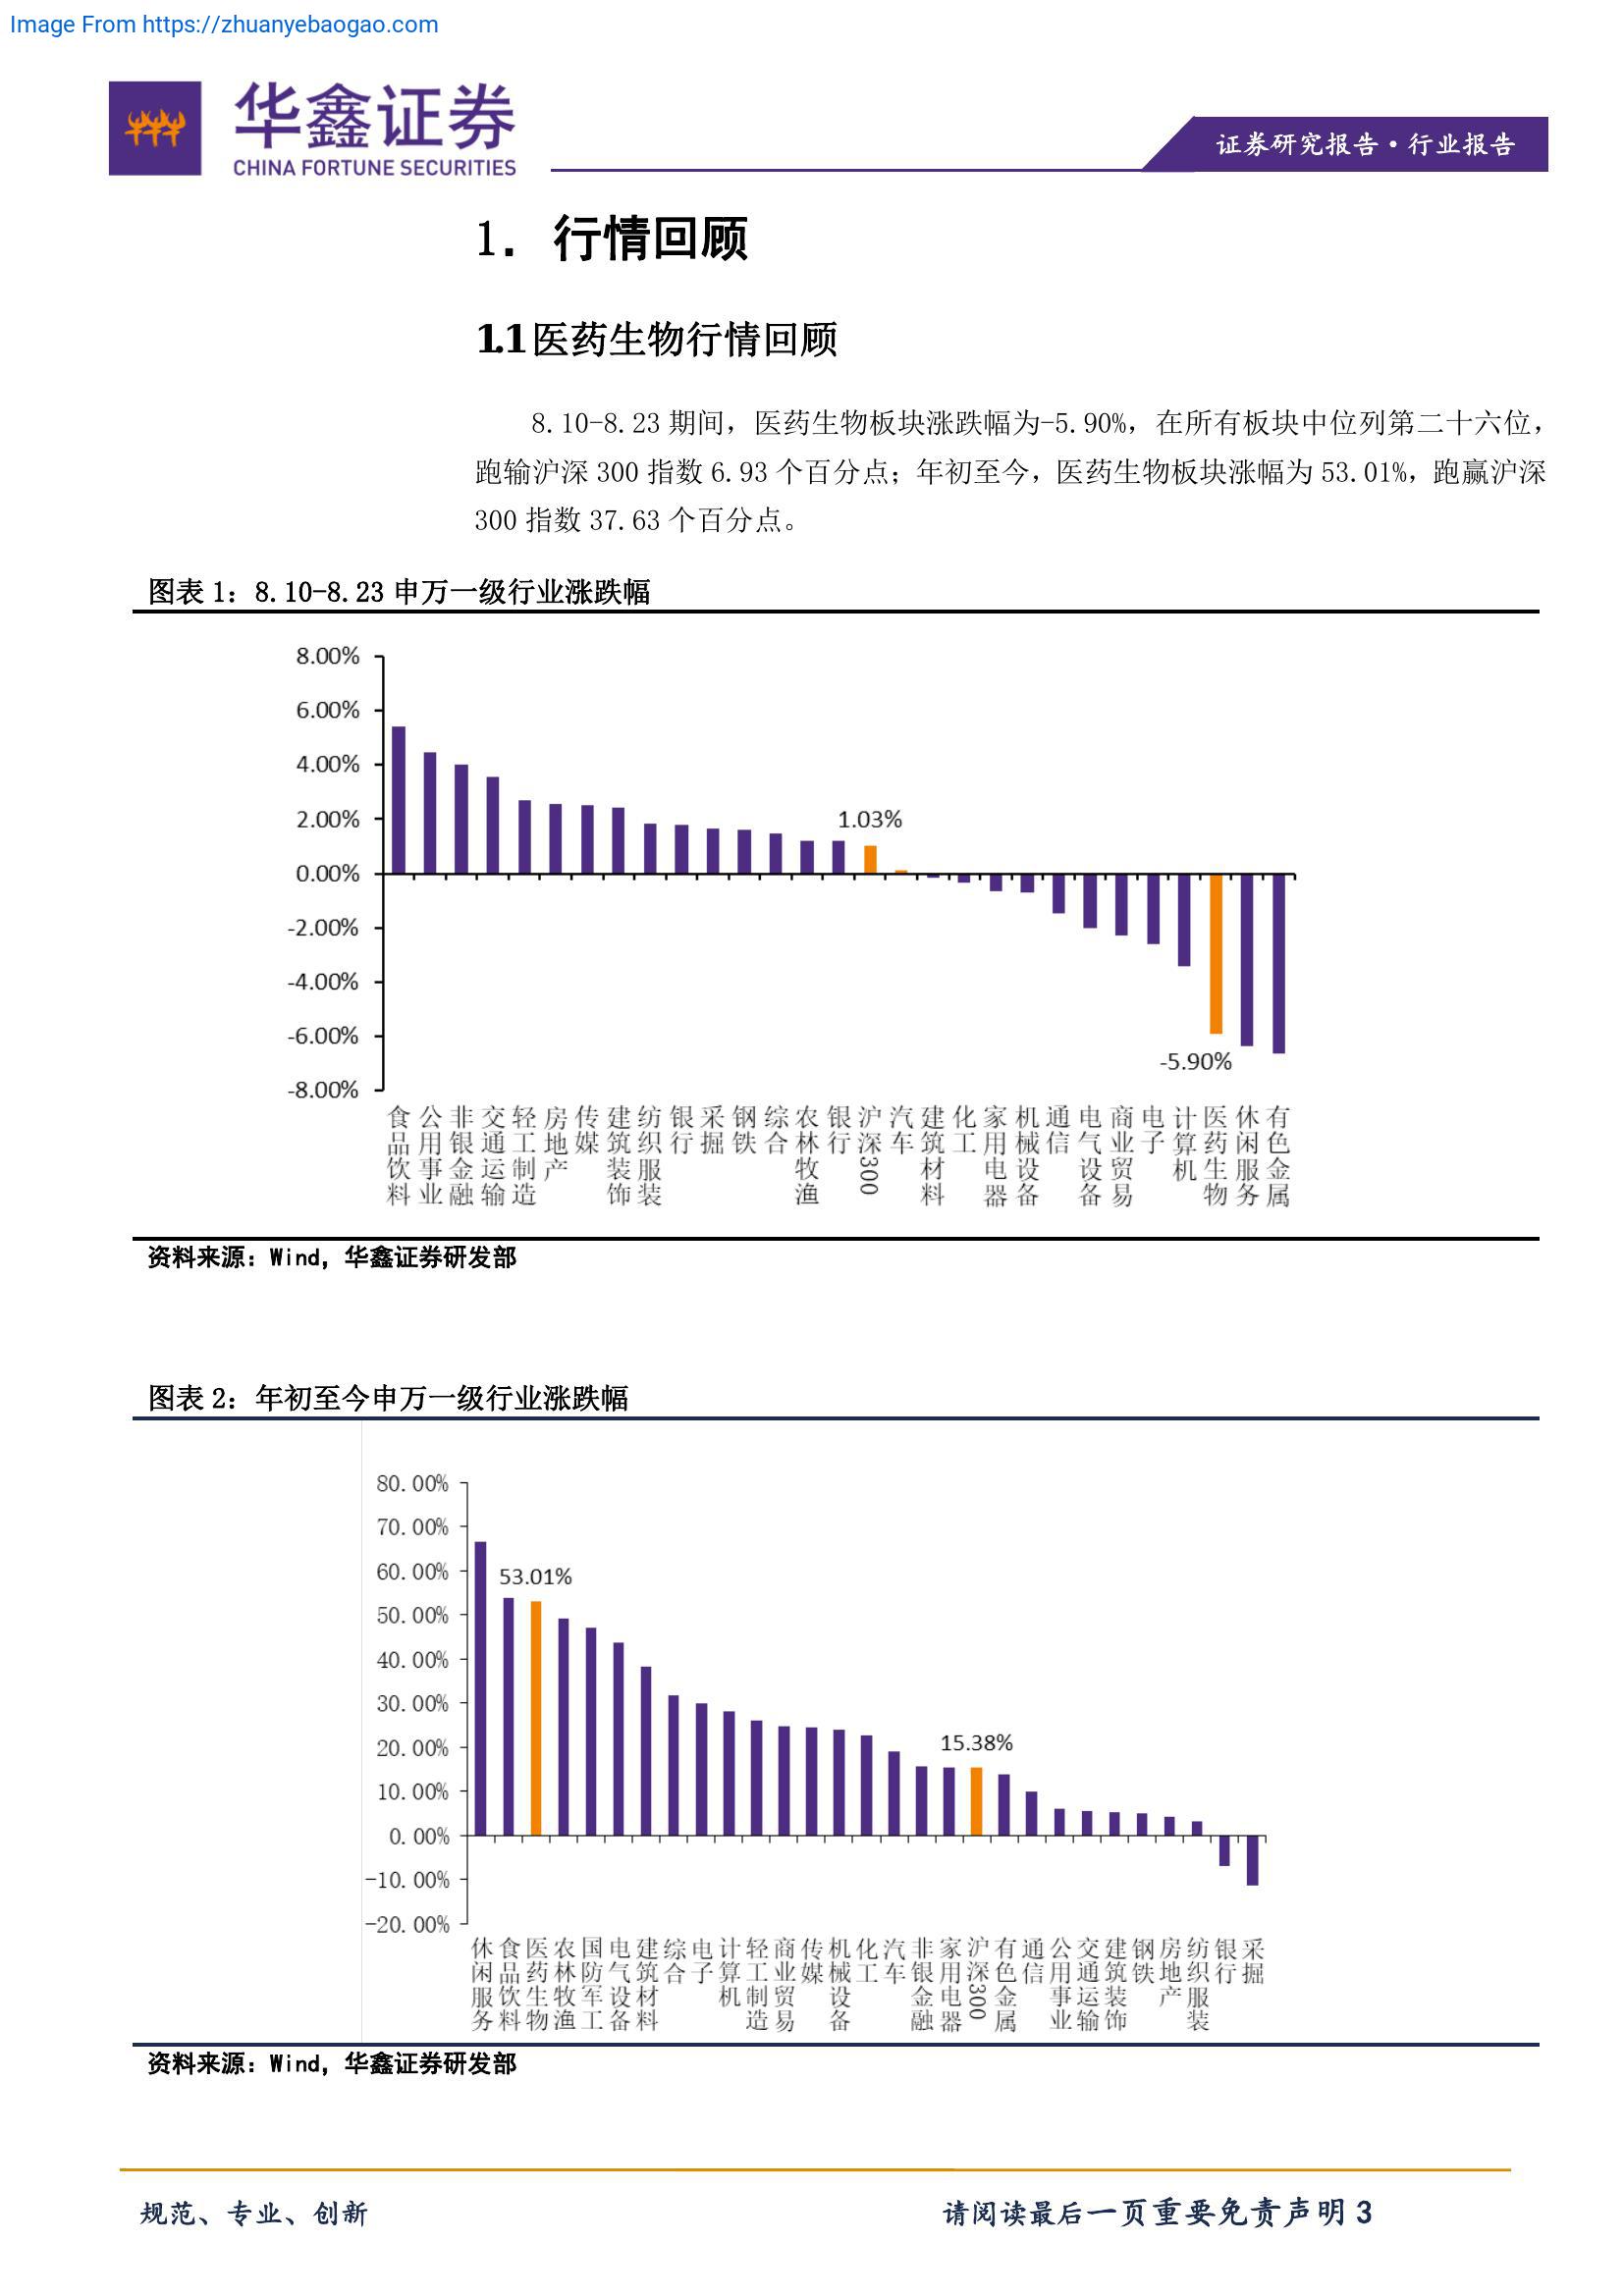 Image From https://zhuanyebaogao.com
华鑫证券
CHINA FORTUNE SECURITIES
证券研究报告·行业报告
1. 行情回顾
1.1医药生物行情回顾
8.10-8.23 期间，医药生物板块涨跌幅为-5.90%，在所有板块中位列第二十六位，
跑输沪深 300 指数 6.93 个百分点；年初至今，医药生物板块涨幅为 53.01%，跑赢沪深
300 指数 37.63 个百分点。
图表 1：8.10-8.23 申万一级行业涨跌幅
8.00%
6.00%
4.00%
2.00%
0.00%
-2.00%
-4.00%
-6.00%
-8.00%
1.03%
-5.90%
食品饮料
公用事业
非银金融
交通运输
轻工制造
房地产
传媒
建筑装饰
纺织服装
银行
采掘
钢铁
综合
农林牧渔
银行
沪深300
汽车
建筑材料
化工
家用电器
机械设备
通信
电气设备
商业贸易
电子
计算机
医药生物
休闲服务
有色金属
资料来源：Wind，华鑫证券研发部
图表 2：年初至今申万一级行业涨跌幅
80.00%
70.00%
60.00%
50.00%
40.00%
30.00%
20.00%
10.00%
0.00%
-10.00%
-20.00%
53.01%
15.38%
休闲服务
食品饮料
医药生物
农林牧渔
国防军工
电气设备
建筑材料
综合
电子
计算机
轻工制造
商业贸易
传媒
机械设备
化工
汽车
非银金融
家用电器
沪深300
有色金属
通信
公用事业
交通运输
建筑装饰
钢铁
房地产
纺织服装
银行
采掘
资料来源：Wind，华鑫证券研发部
规范、专业、创新
请阅读最后一页重要免责声明 3